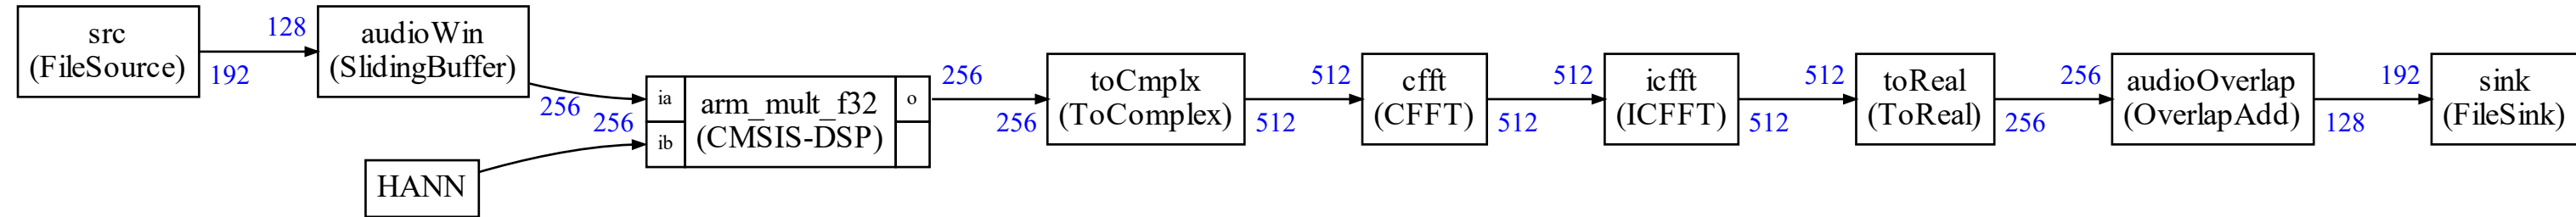 src
(FileSource)
192
128
audioWin
(SlidingBuffer)
256
256
HANN
ia
ib
arm_mult_f32
(CMSIS-DSP)
o
256
256
toCmplx
(ToComplex)
512
512
cfft
(CFFT)
512
512
icfft
(ICFFT)
512
512
toReal
(ToReal)
256
256
audioOverlap
(OverlapAdd)
128
192
sink
(FileSink)